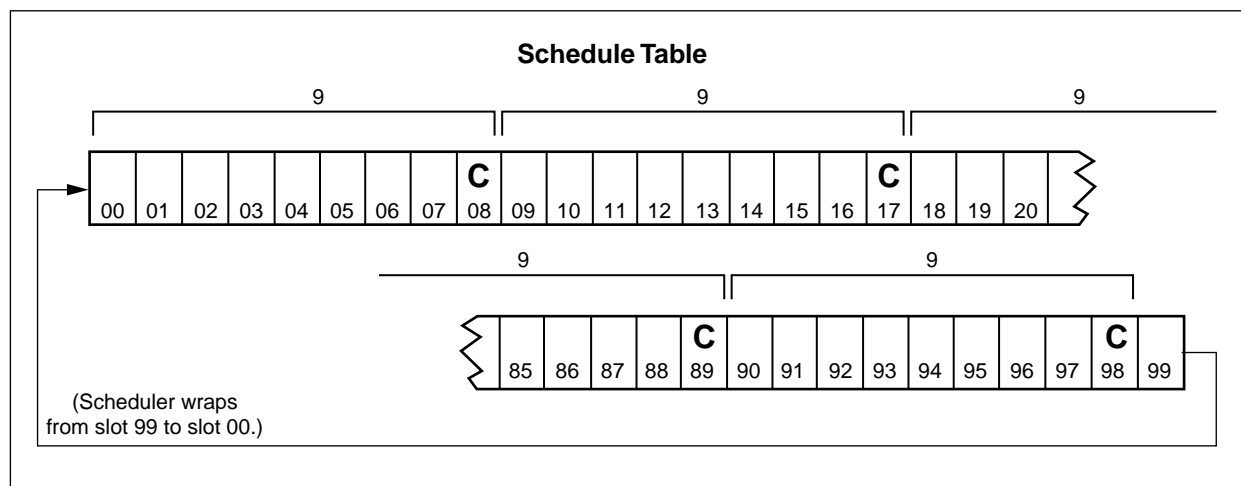 Schedule Table
9 9 9
C C
00 01 02 03 04 05 06 07 08 09 10 11 12 13 14 15 16 17 18 19 20
9 9
C C
85 86 87 88 89 90 91 92 93 94 95 96 97 98 99
(Scheduler wraps
from slot 99 to slot 00.)